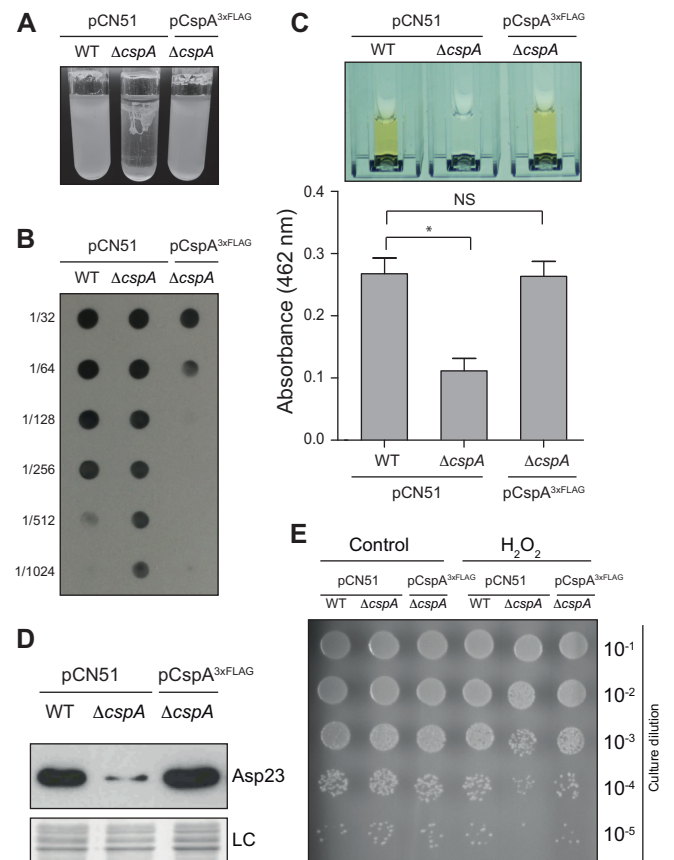 A
pCN51 pCspA3xFLAG
WT ΔcspA ΔcspA
B
pCN51 pCspA3xFLAG
WT ΔcspA ΔcspA
1/32
1/64
1/128
1/256
1/512
1/1024
C
pCN51 pCspA3xFLAG
WT ΔcspA ΔcspA
Absorbance (462 nm)
0.4
0.3
0.2
0.1
0.0
NS
*
WT ΔcspA ΔcspA
pCN51 pCspA3xFLAG
D
pCN51 pCspA3xFLAG
WT ΔcspA ΔcspA
Asp23
LC
E
Control H2O2
pCN51 pCspA3xFLAG pCN51 pCspA3xFLAG
WT ΔcspA ΔcspA WT ΔcspA ΔcspA
10-1
10-2
10-3
10-4
10-5
Culture dilution